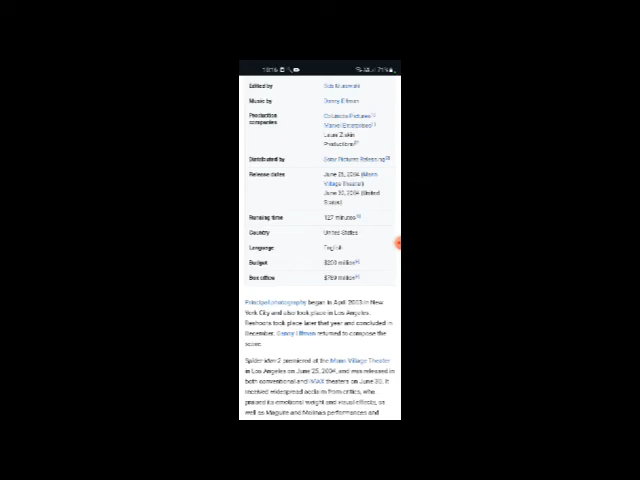 Edited by
Music by Danny Elfman
Production Columbia Pictures
companies Marvel Enterprises
Laura Ziskin
Productions
Distributed by Sony Pictures Releasing
Release dates June 25, 2004 (Mann
Village Theater)
June 30, 2004 (United
States)
Running time 127 minutes
Country United States
Language English
Budget $200 million
Box office $789 million
Principal photography began in April 2003 in New
York City and also took place in Los Angeles.
Reshoots took place later that year and concluded in
December. Danny Elfman returned to compose the
score.
Spider-Man 2 premiered at the Mann Village Theater
in Los Angeles on June 25, 2004, and was released in
both conventional and IMAX theaters on June 30. It
received widespread acclaim from critics, who
praised its emotional weight and visual effects, as
well as Maguire and Molina's performances and